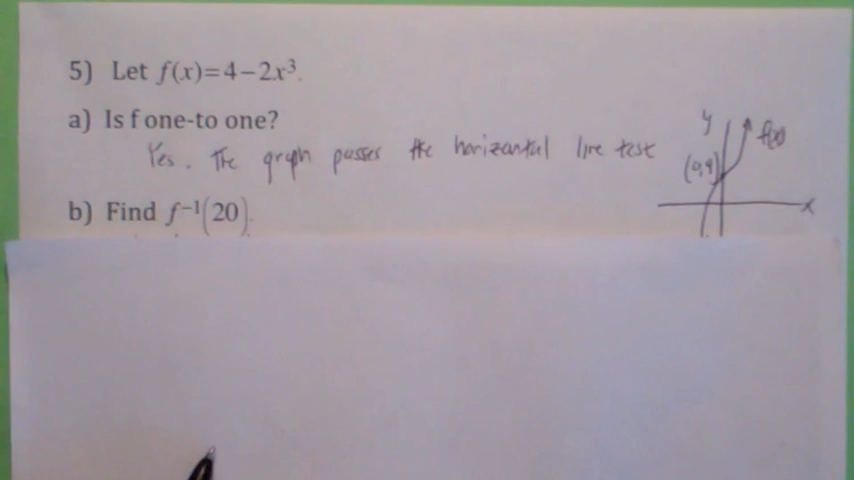 5) Let f(x)=4−2x³.
a) Is f one-to one?
Yes. The graph passes the horizontal line test
y
f(x)
(0,4)
x
b) Find f⁻¹(20).